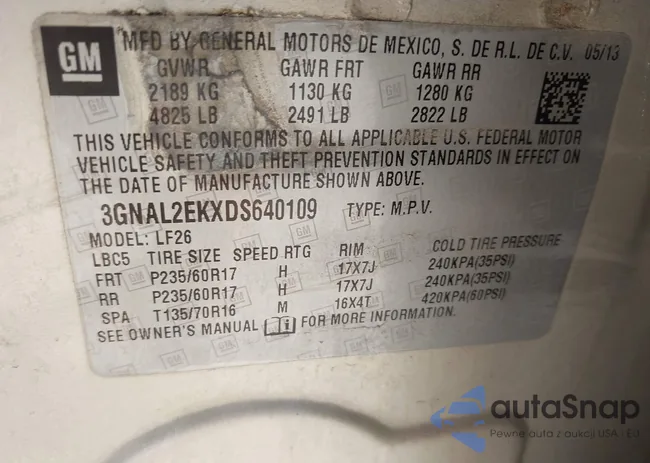 GM
MFD BY GENERAL MOTORS DE MEXICO, S. DE R.L. DE C.V. 05/13
GVWR GAWR FRT GAWR RR
2189 KG 1130 KG 1280 KG
4825 LB 2491 LB 2822 LB
THIS VEHICLE CONFORMS TO ALL APPLICABLE U.S. FEDERAL MOTOR
VEHICLE SAFETY AND THEFT PREVENTION STANDARDS IN EFFECT ON
THE DATE OF MANUFACTURE SHOWN ABOVE.
3GNAL2EKXDS640109 TYPE: M.P.V.
MODEL: LF26
LBC5 TIRE SIZE SPEED RTG RIM COLD TIRE PRESSURE
FRT P235/60R17 H 17X7J 240KPA(35PSI)
RR P235/60R17 H 17X7J 240KPA(35PSI)
SPA T135/70R16 M 16X4T 420KPA(60PSI)
SEE OWNER'S MANUAL FOR MORE INFORMATION.
autaSnap
Pewne auta z aukcji USA - EU